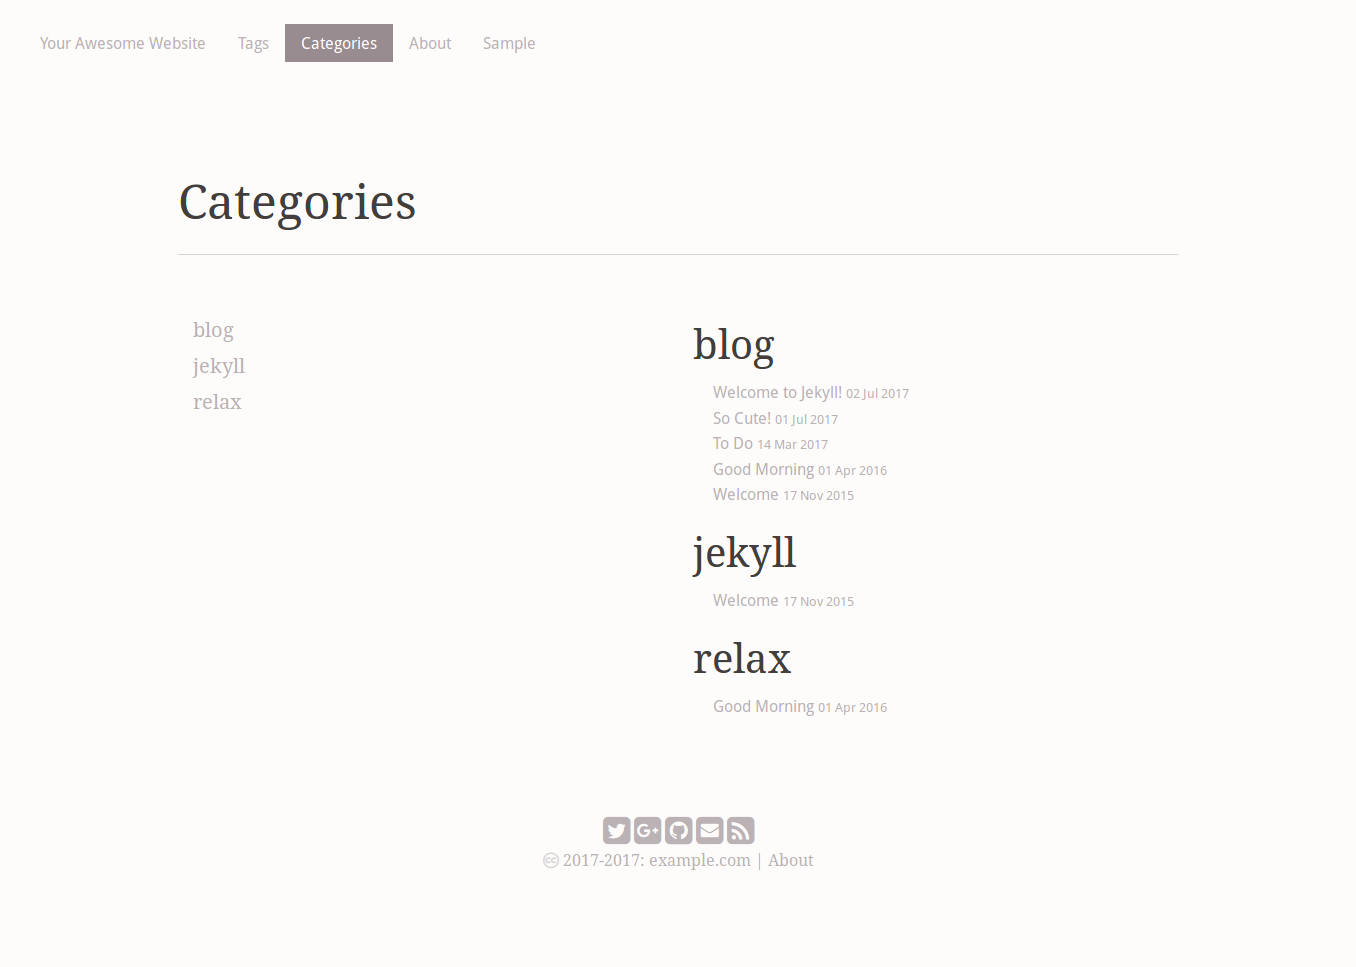 Your Awesome Website Tags Categories About Sample
Categories
blog
jekyll
relax
blog
Welcome to Jekyll! 02 Jul 2017
So Cute! 01 Jul 2017
To Do 14 Mar 2017
Good Morning 01 Apr 2016
Welcome 17 Nov 2015
jekyll
Welcome 17 Nov 2015
relax
Good Morning 01 Apr 2016
2017-2017: example.com | About